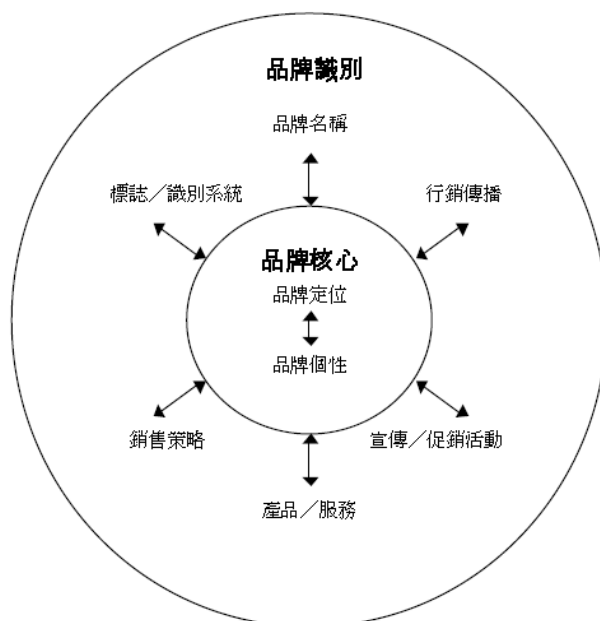 品牌識別
品牌名稱
標誌／識別系統
行銷傳播
品牌核心
品牌定位
品牌個性
銷售策略
宣傳／促銷活動
產品／服務